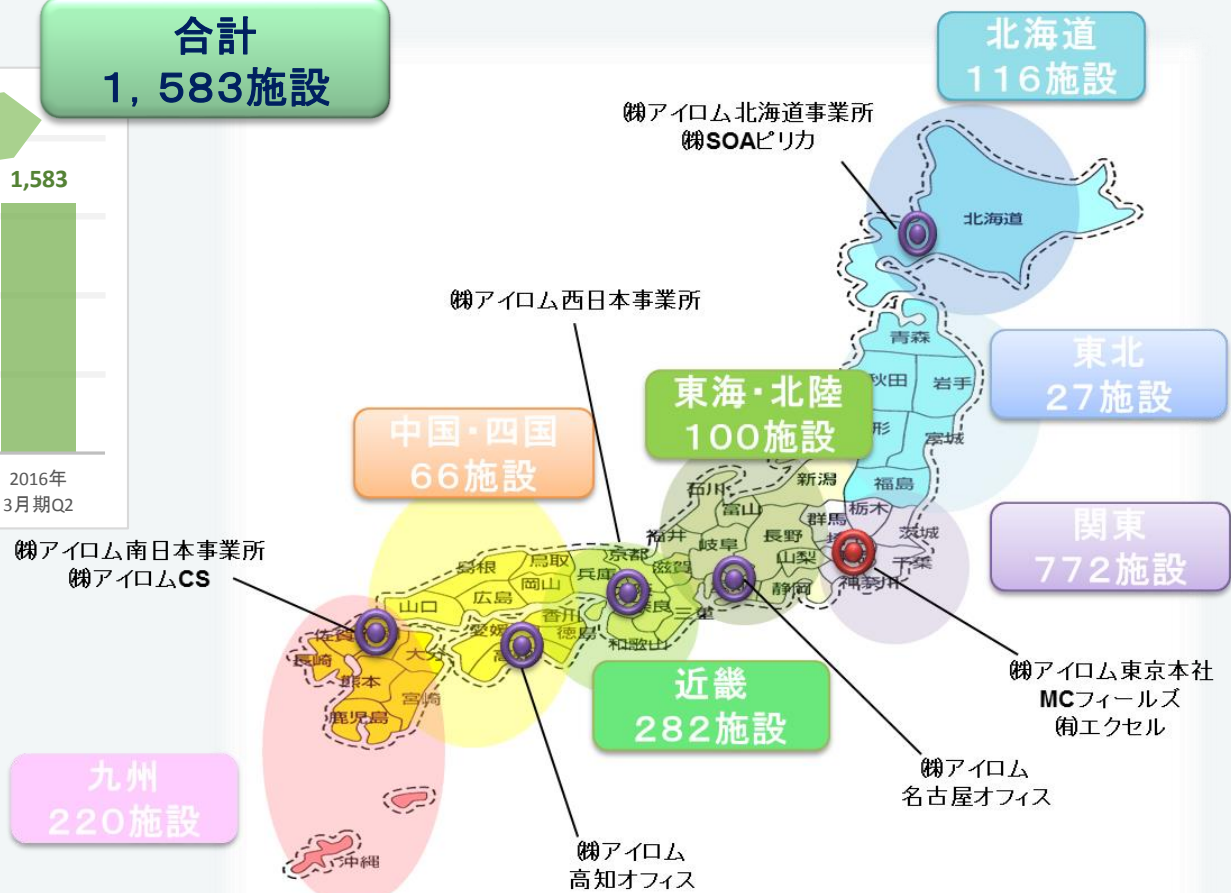 合計
1,583施設
北海道
116施設
㈱アイロム北海道事業所
㈱SOAピリカ
1,583
北海道
㈱アイロム西日本事業所
青森
秋田
岩手
形
宮城
福島
東北
27施設
東海・北陸
100施設
中国・四国
66施設
2016年
3月期Q2
新潟
石川
富山
福井
岐阜
長野
群馬
栃木
茨城
山梨
千葉
神奈川
静岡
関東
772施設
㈱アイロム南日本事業所
㈱アイロムCS
島根
鳥取
京都
兵庫
滋賀
岡山
広島
山口
香川
愛媛
徳島
高
奈良
三重
和歌山
佐賀
長崎
大分
熊本
宮崎
鹿児島
近畿
282施設
㈱アイロム東京本社
MCフィールズ
㈲エクセル
九州
220施設
㈱アイロム
名古屋オフィス
沖縄
㈱アイロム
高知オフィス